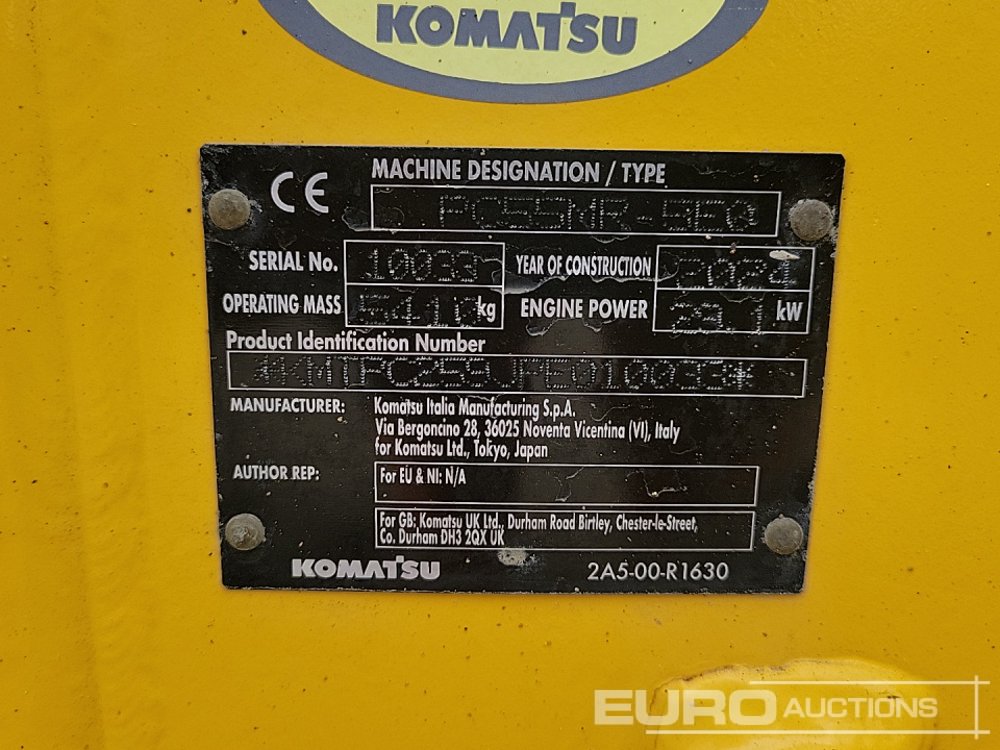 KOMATSU
CE
MACHINE DESIGNATION / TYPE
PC55MR-5E0
SERIAL No. 10033 YEAR OF CONSTRUCTION 2024
OPERATING MASS 5410 kg ENGINE POWER 29.1 kW
Product Identification Number
MANUFACTURER: Komatsu Italia Manufacturing S.p.A.
Via Bergoncino 28, 36025 Noventa Vicentina (VI), Italy
for Komatsu Ltd., Tokyo, Japan
AUTHOR REP: For EU & NI: N/A
For GB: Komatsu UK Ltd., Durham Road Birtley, Chester-le-Street,
Co. Durham DH3 2QX UK
KOMATSU 2A5-00-R1630
EURO AUCTIONS